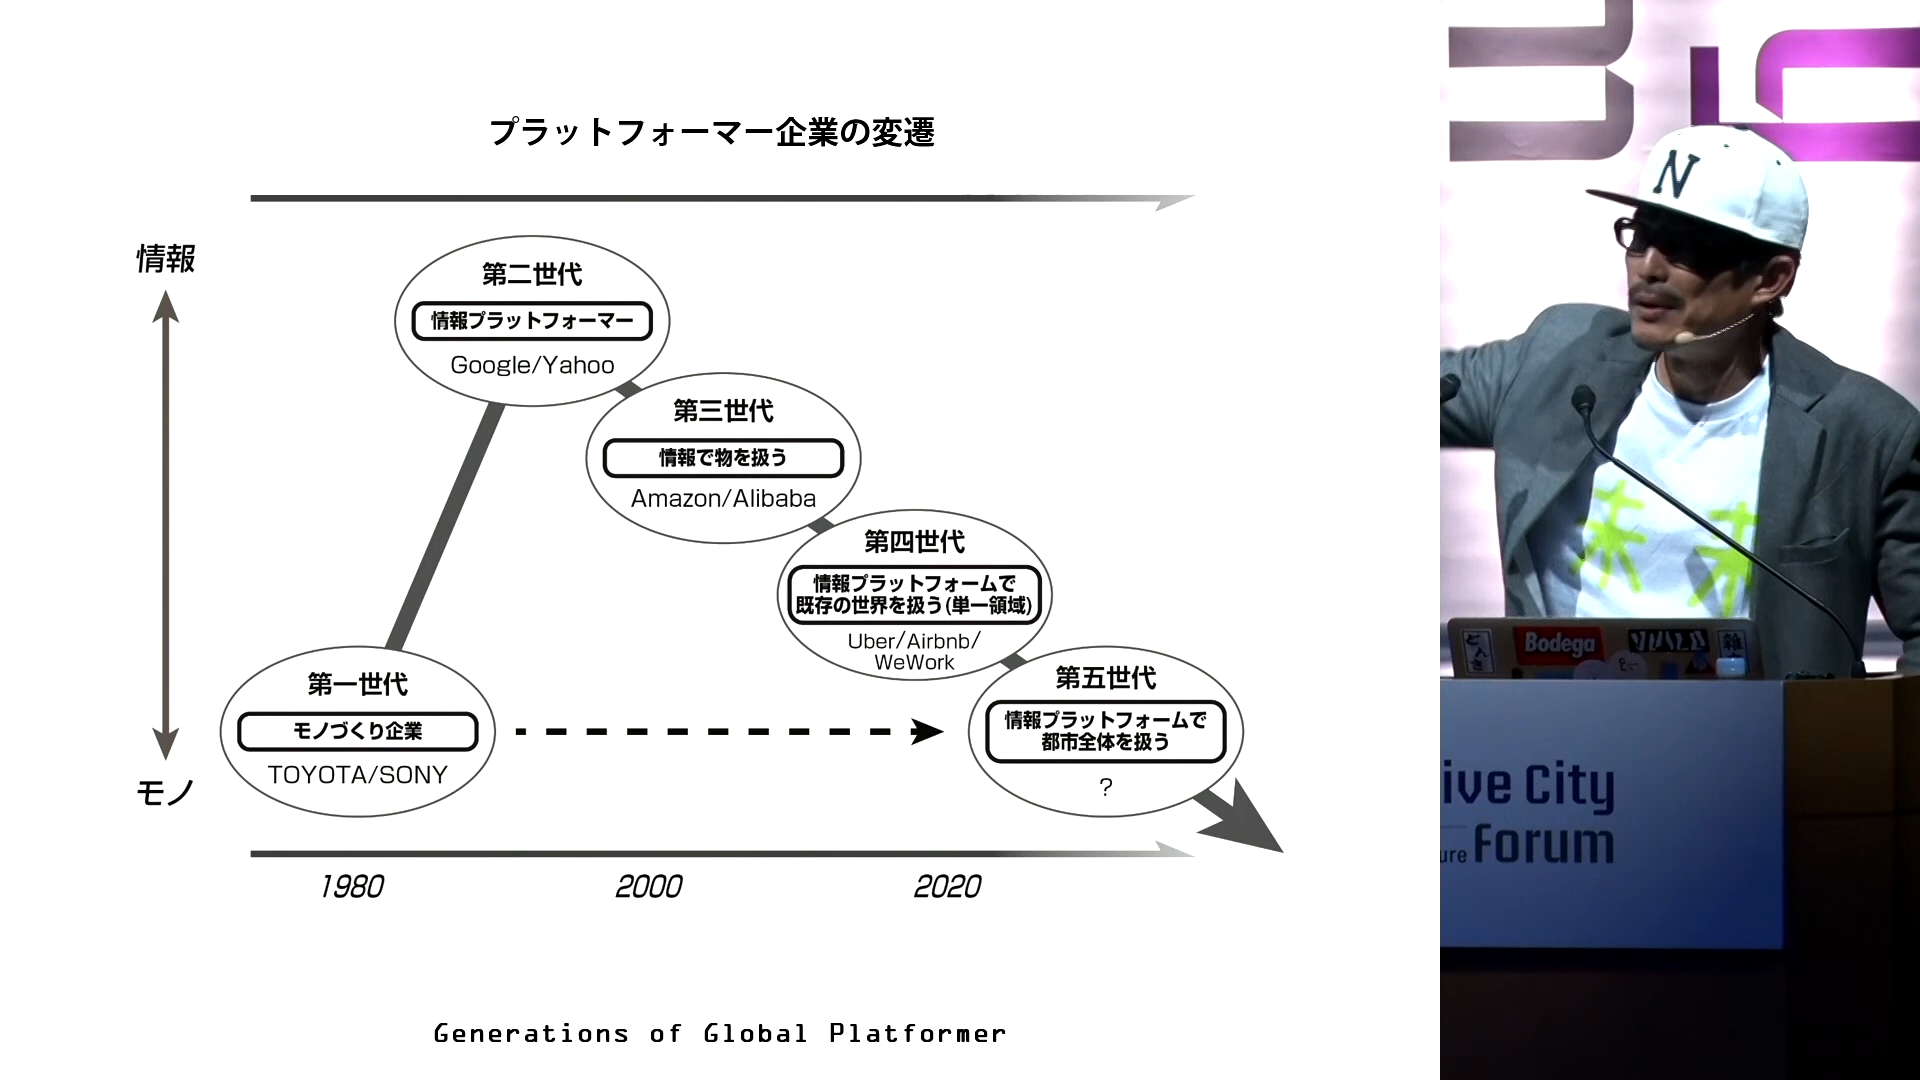 プラットフォーマー企業の変遷
情報
モノ
第二世代
情報プラットフォーマー
Google/Yahoo
第三世代
情報で物を扱う
Amazon/Alibaba
第四世代
情報プラットフォームで
既存の世界を扱う(単一領域)
Uber/Airbnb/
WeWork
第一世代
モノづくり企業
TOYOTA/SONY
第五世代
情報プラットフォームで
都市全体を扱う
?
1980
2000
2020
Generations of Global Platformer
N
未
Bodega
ive City
ure Forum